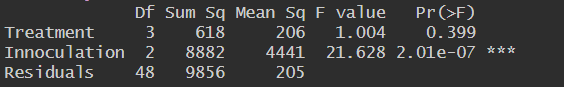 Df Sum Sq Mean Sq F value Pr(>F)
Treatment 3 618 206 1.004 0.399
Innoculation 2 8882 4441 21.628 2.01e-07 ***
Residuals 48 9856 205